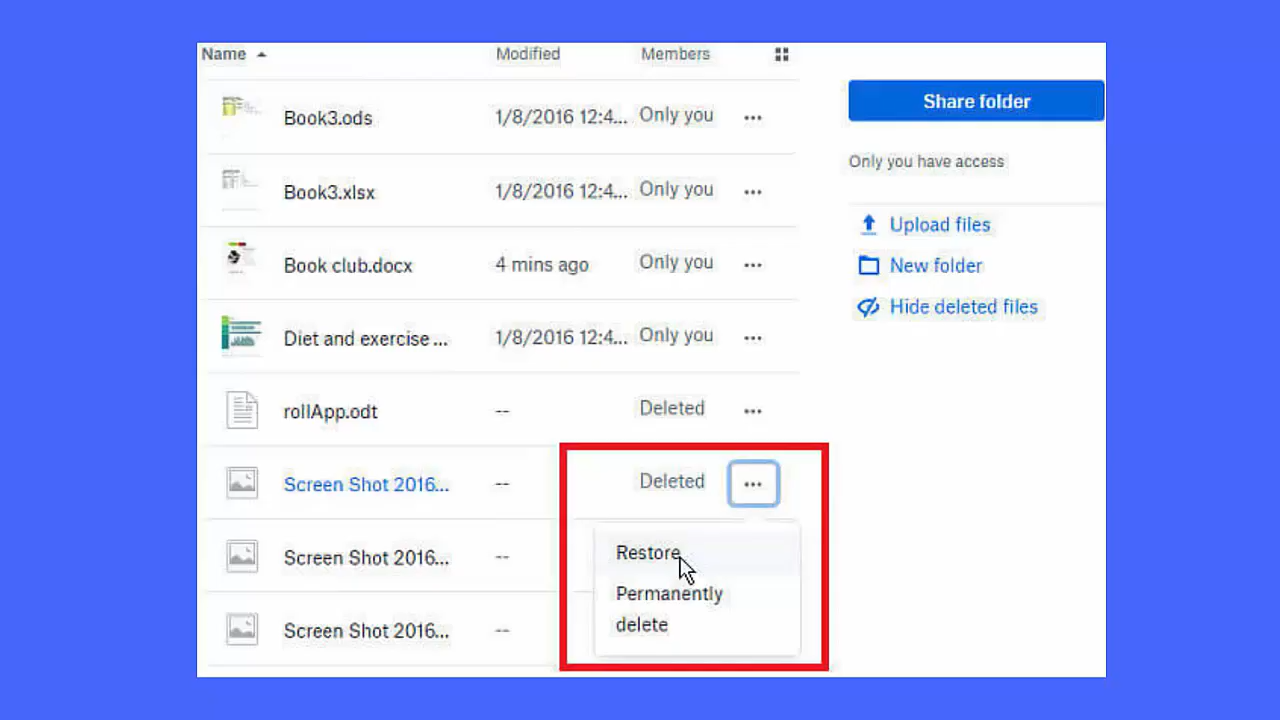 Name Modified Members
Book3.ods 1/8/2016 12:4... Only you ...
Share folder
Only you have access
Book3.xlsx 1/8/2016 12:4... Only you ...
Upload files
Book club.docx 4 mins ago Only you ...
New folder
Hide deleted files
Diet and exercise ... 1/8/2016 12:4... Only you ...
rollApp.odt -- Deleted ...
Screen Shot 2016... -- Deleted ...
Screen Shot 2016... --
Restore
Permanently
delete
Screen Shot 2016... --